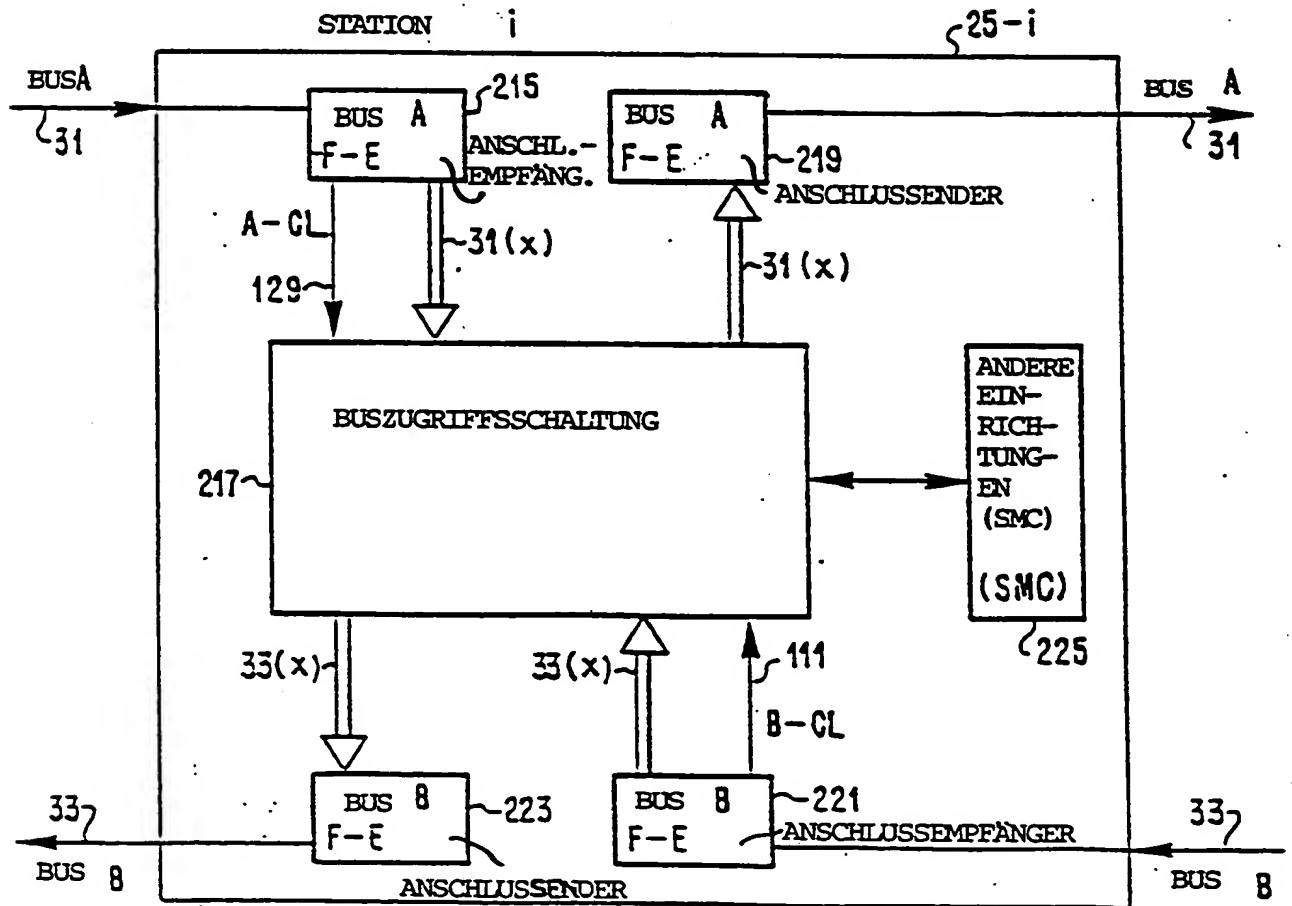 STATION i
25-i
BUSA
31
BUS A
F-E
215
ANSCHL.-
EMPFÄNG.
BUS A
F-E
219
ANSCHLUSSENDER
BUS A
31
A-CL
129
31(x)
31(x)
BUSZUGRIFFSSCHALTUNG
217
ANDERE
EIN-
RICH-
TUNG-
EN
(SMC)
(SMC)
225
33(x)
33(x)
111
B-CL
BUS B
F-E
223
ANSCHLUSSENDER
BUS B
F-E
221
ANSCHLUSSEMPFÄNGER
33
BUS B
33
BUS B